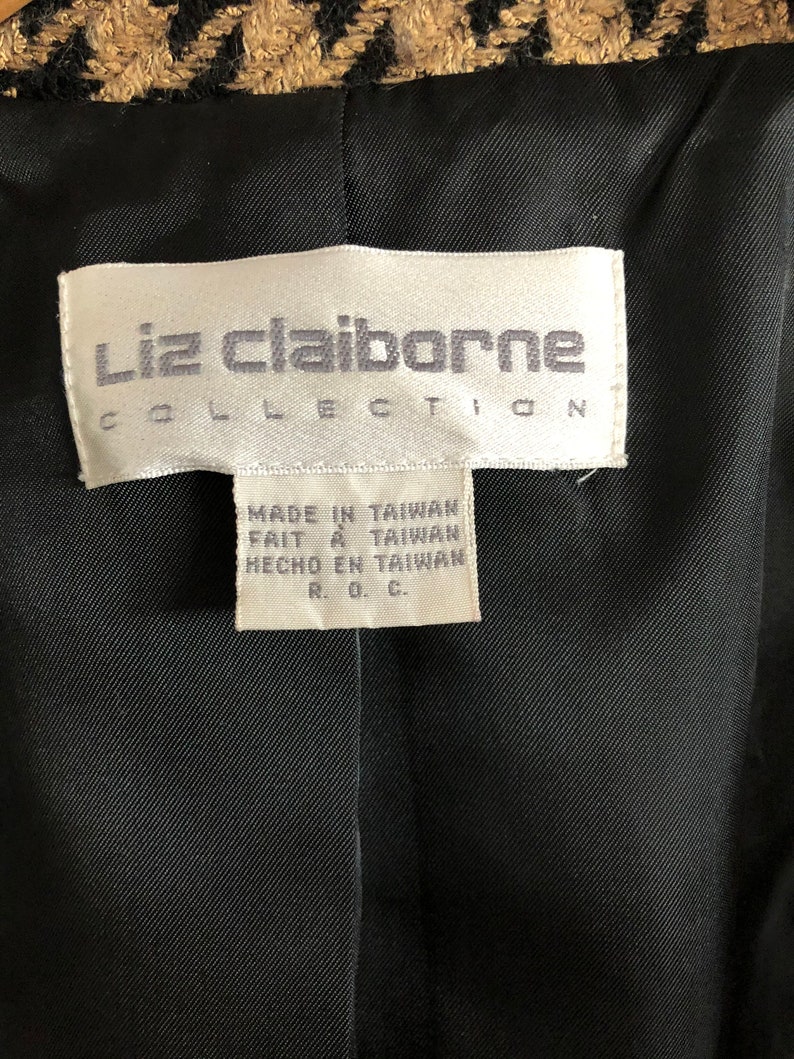 Liz claiborne
COLLECTION
MADE IN TAIWAN
FAIT À TAIWAN
HECHO EN TAIWAN
R. O. C.